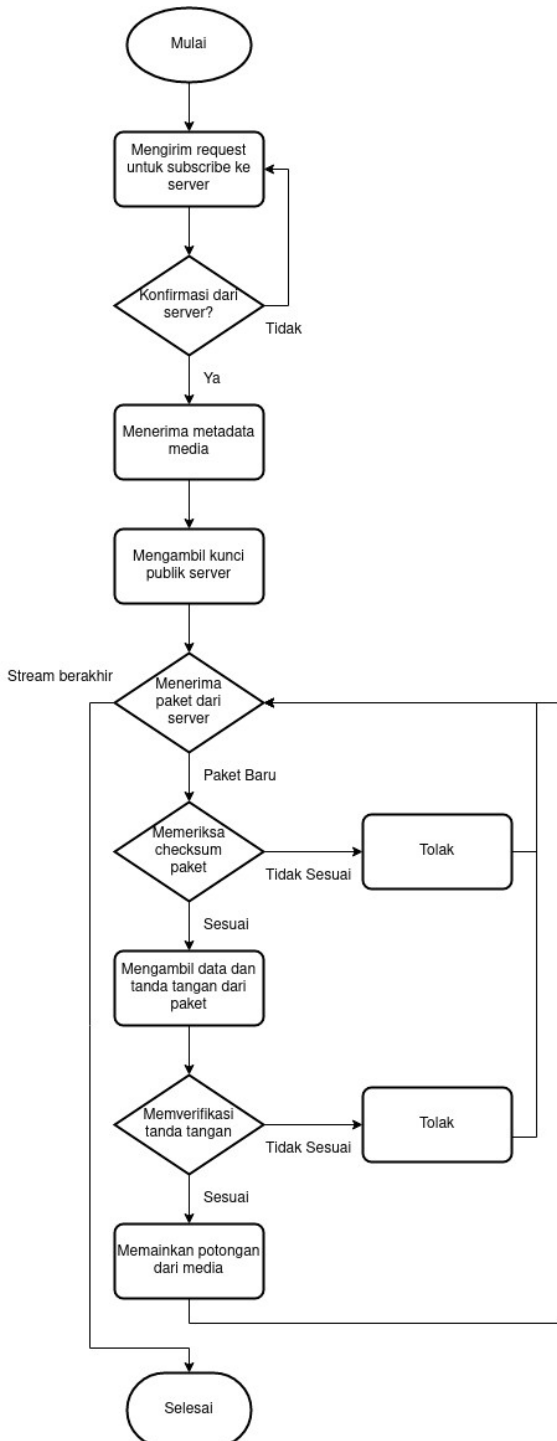 Mulai
Mengirim request
untuk subscribe ke
server
Konfirmasi dari
server?
Tidak
Ya
Menerima metadata
media
Mengambil kunci
publik server
Stream berakhir
Menerima
paket dari
server
Paket Baru
Memeriksa
checksum
paket
Tidak Sesuai
Tolak
Sesuai
Mengambil data dan
tanda tangan dari
paket
Memverifikasi
tanda tangan
Tidak Sesuai
Tolak
Sesuai
Memainkan potongan
dari media
Selesai